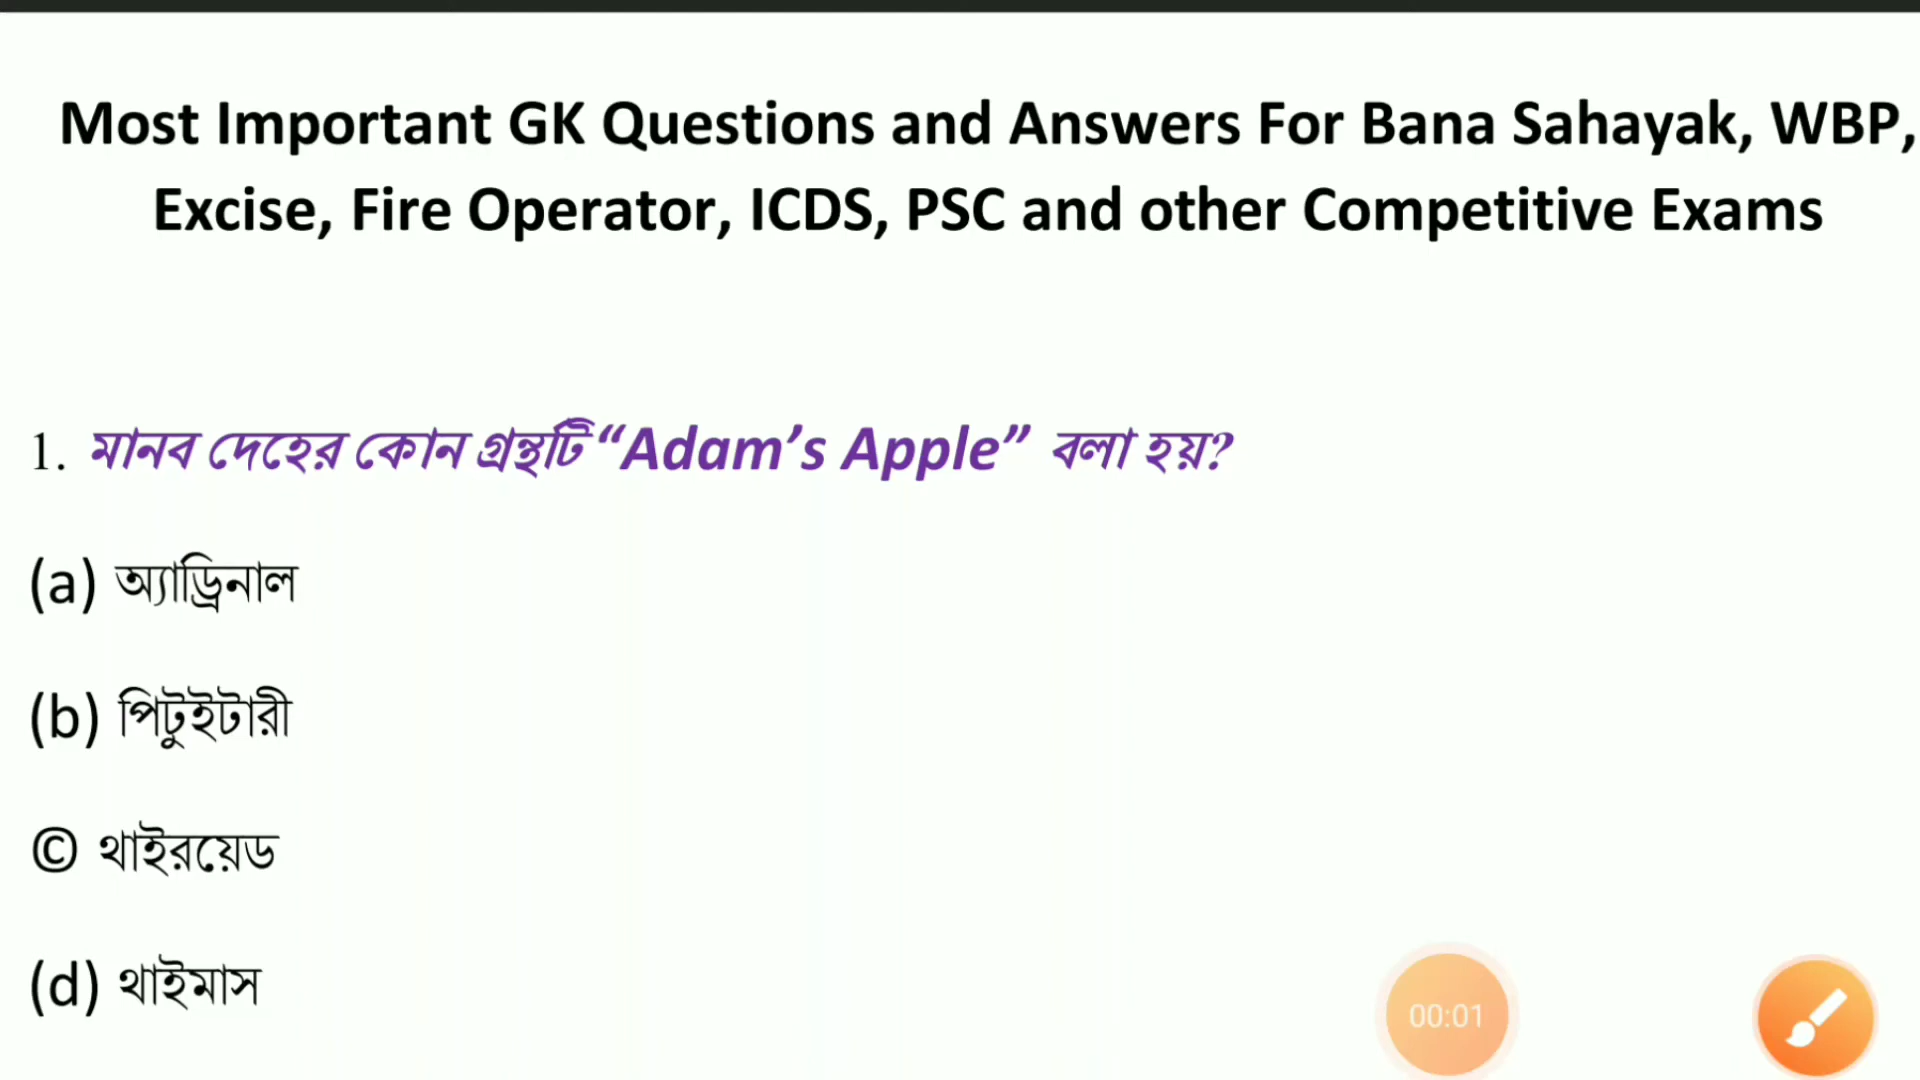 Most Important GK Questions and Answers For Bana Sahayak, WBP,
Excise, Fire Operator, ICDS, PSC and other Competitive Exams
1. মানব দেহের কোন গ্রন্থটি “Adam’s Apple” বলা হয়?
(a) অ্যাড্রিনাল
(b) পিটুইটারী
© থাইরয়েড
(d) থাইমাস
00:01